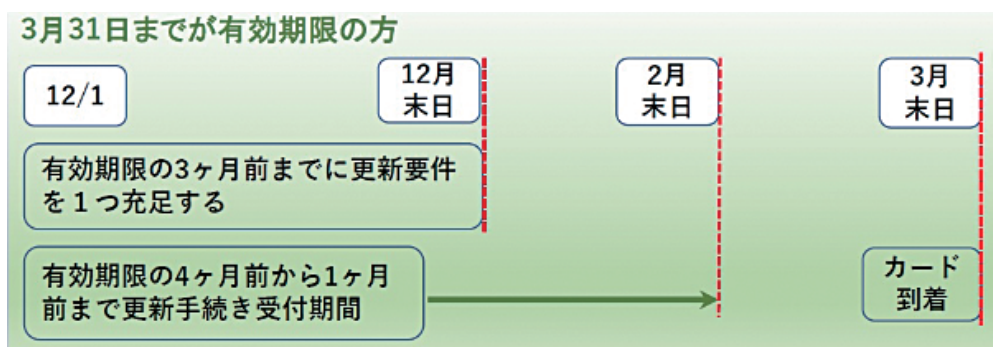 3月31日までが有効期限の方
12/1
12月
末日
2月
末日
3月
末日
有効期限の3ヶ月前までに更新要件
を１つ充足する
有効期限の4ヶ月前から1ヶ月
前まで更新手続き受付期間
カード
到着